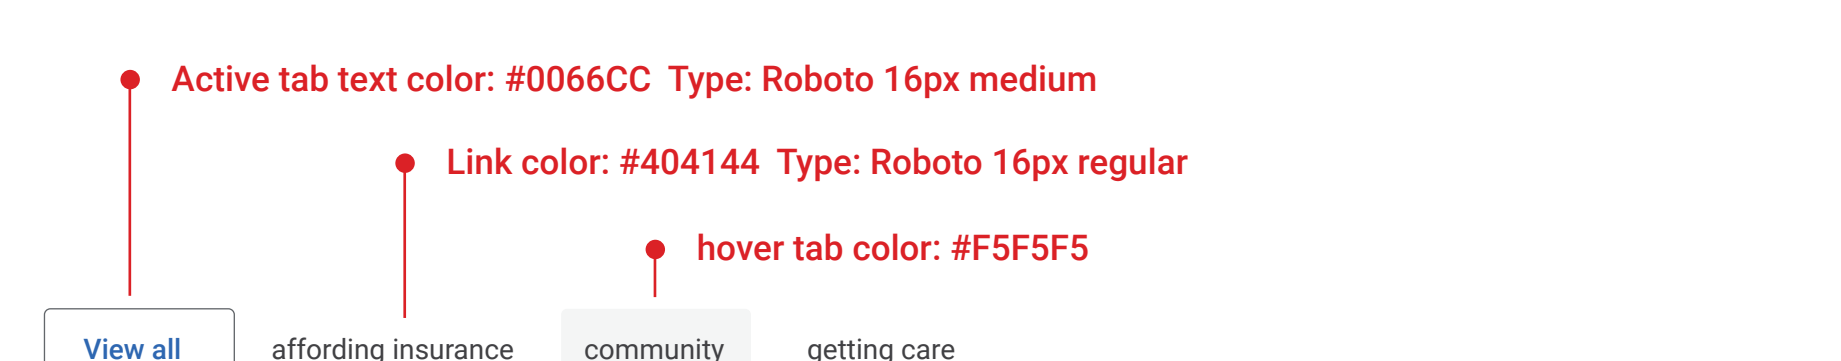 Active tab text color: #0066CC Type: Roboto 16px medium
Link color: #404144 Type: Roboto 16px regular
hover tab color: #F5F5F5
View all affording insurance community getting care